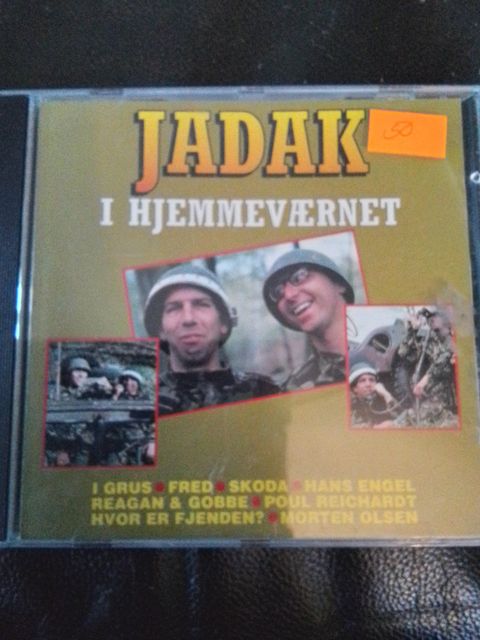 JADAK
50
I HJEMMEVÆRNET
I GRUS • FRED • SKODA • HANS ENGEL
REAGAN & GOBBE • POUL REICHARDT
HVOR ER FJENDEN? • MORTEN OLSEN